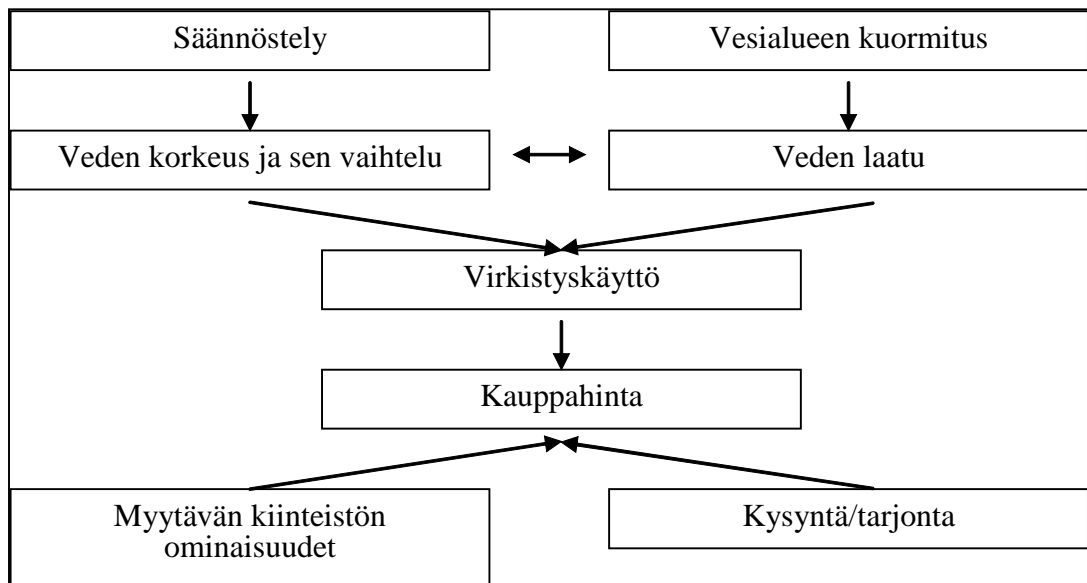 Säännöstely
Vesialueen kuormitus
Veden korkeus ja sen vaihtelu
Veden laatu
Virkistyskäyttö
Kauppahinta
Myytävän kiinteistön
ominaisuudet
Kysyntä/tarjonta